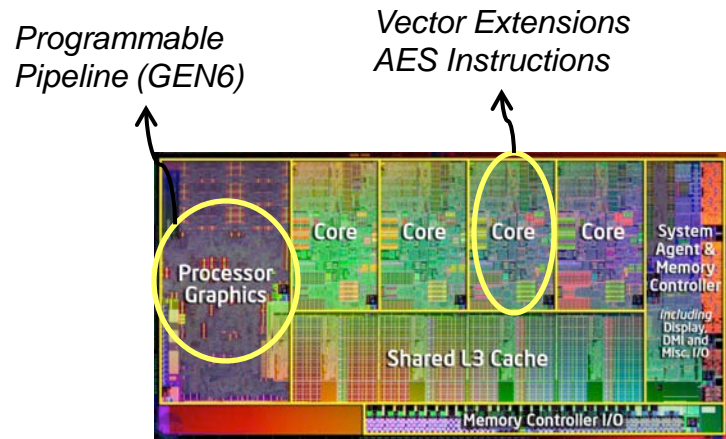 Programmable
Pipeline (GEN6)
Vector Extensions
AES Instructions
Processor
Graphics
Core
Core
Core
Core
System
Agent &
Memory
Controller
including
Display,
DMI and
Misc. I/O
Shared L3 Cache
Memory Controller I/O